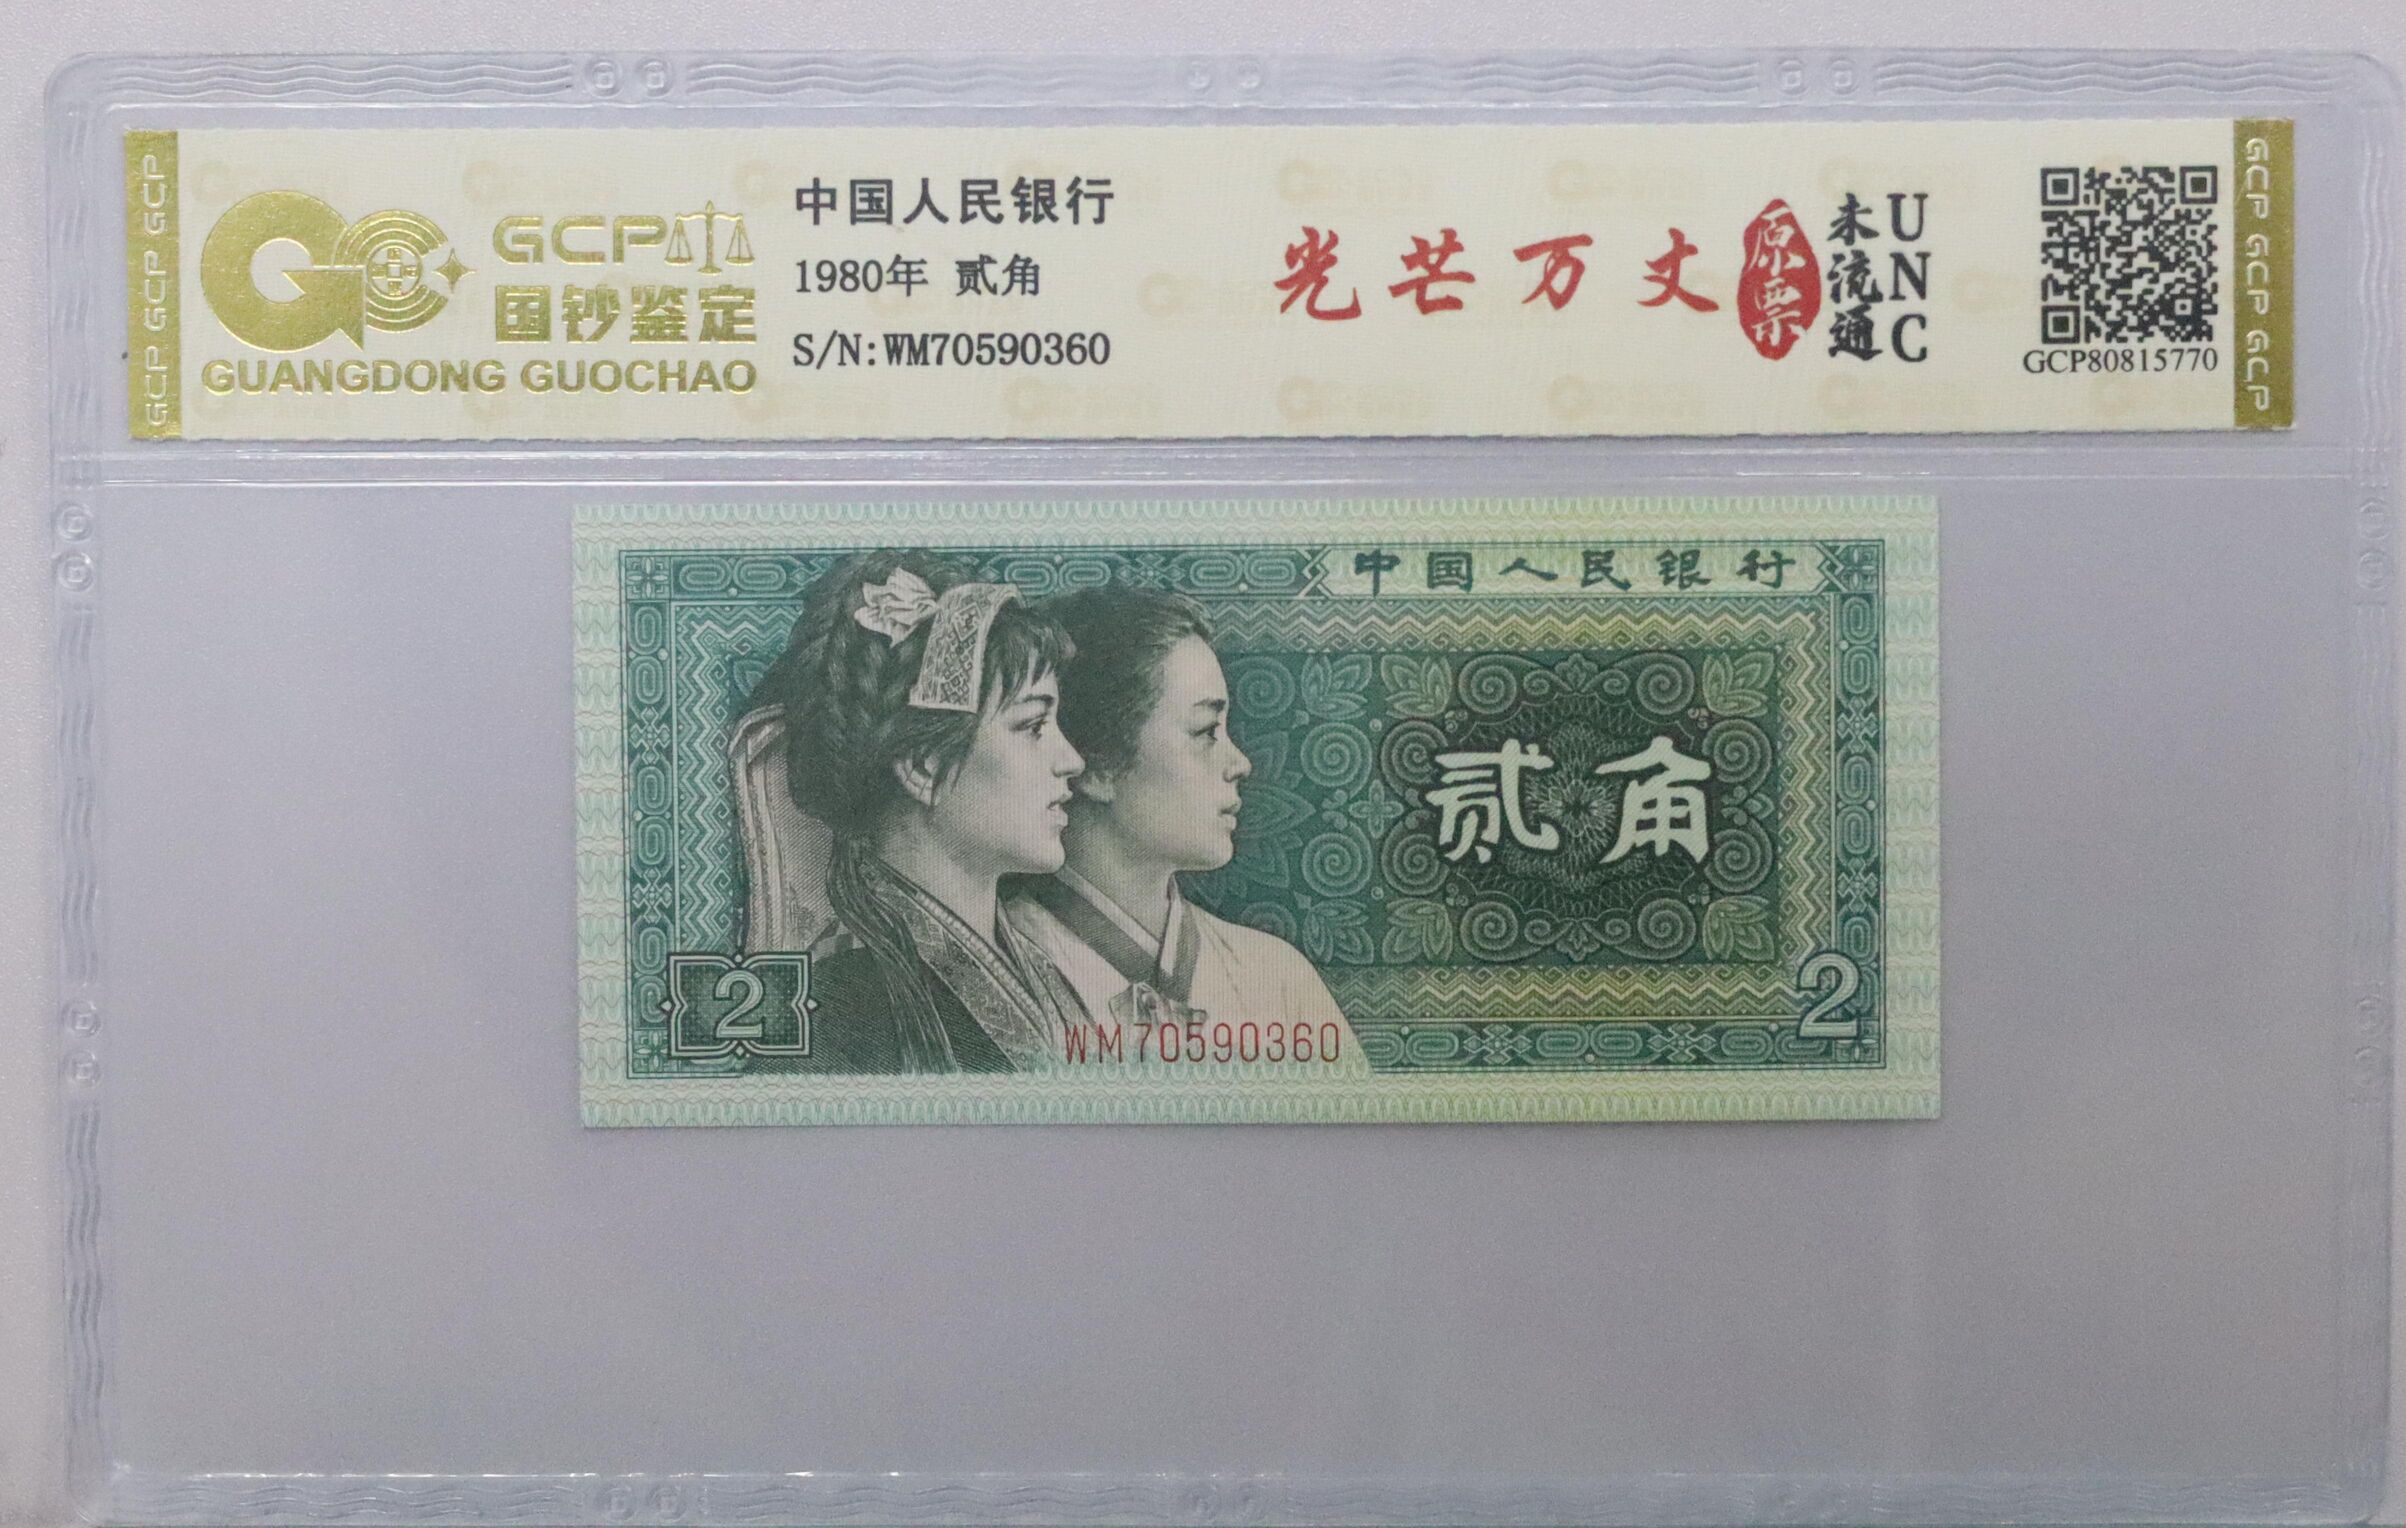 GCP GCP GCP
GCP
国钞鉴定
GUANGDONG GUOCHAO
中国人民银行
1980年 贰角
S/N:WM70590360
光芒万丈
原票
未流通
UNC
GCP80815770
GCP GCP GCP
中国人民银行
贰角
2
2
WM70590360